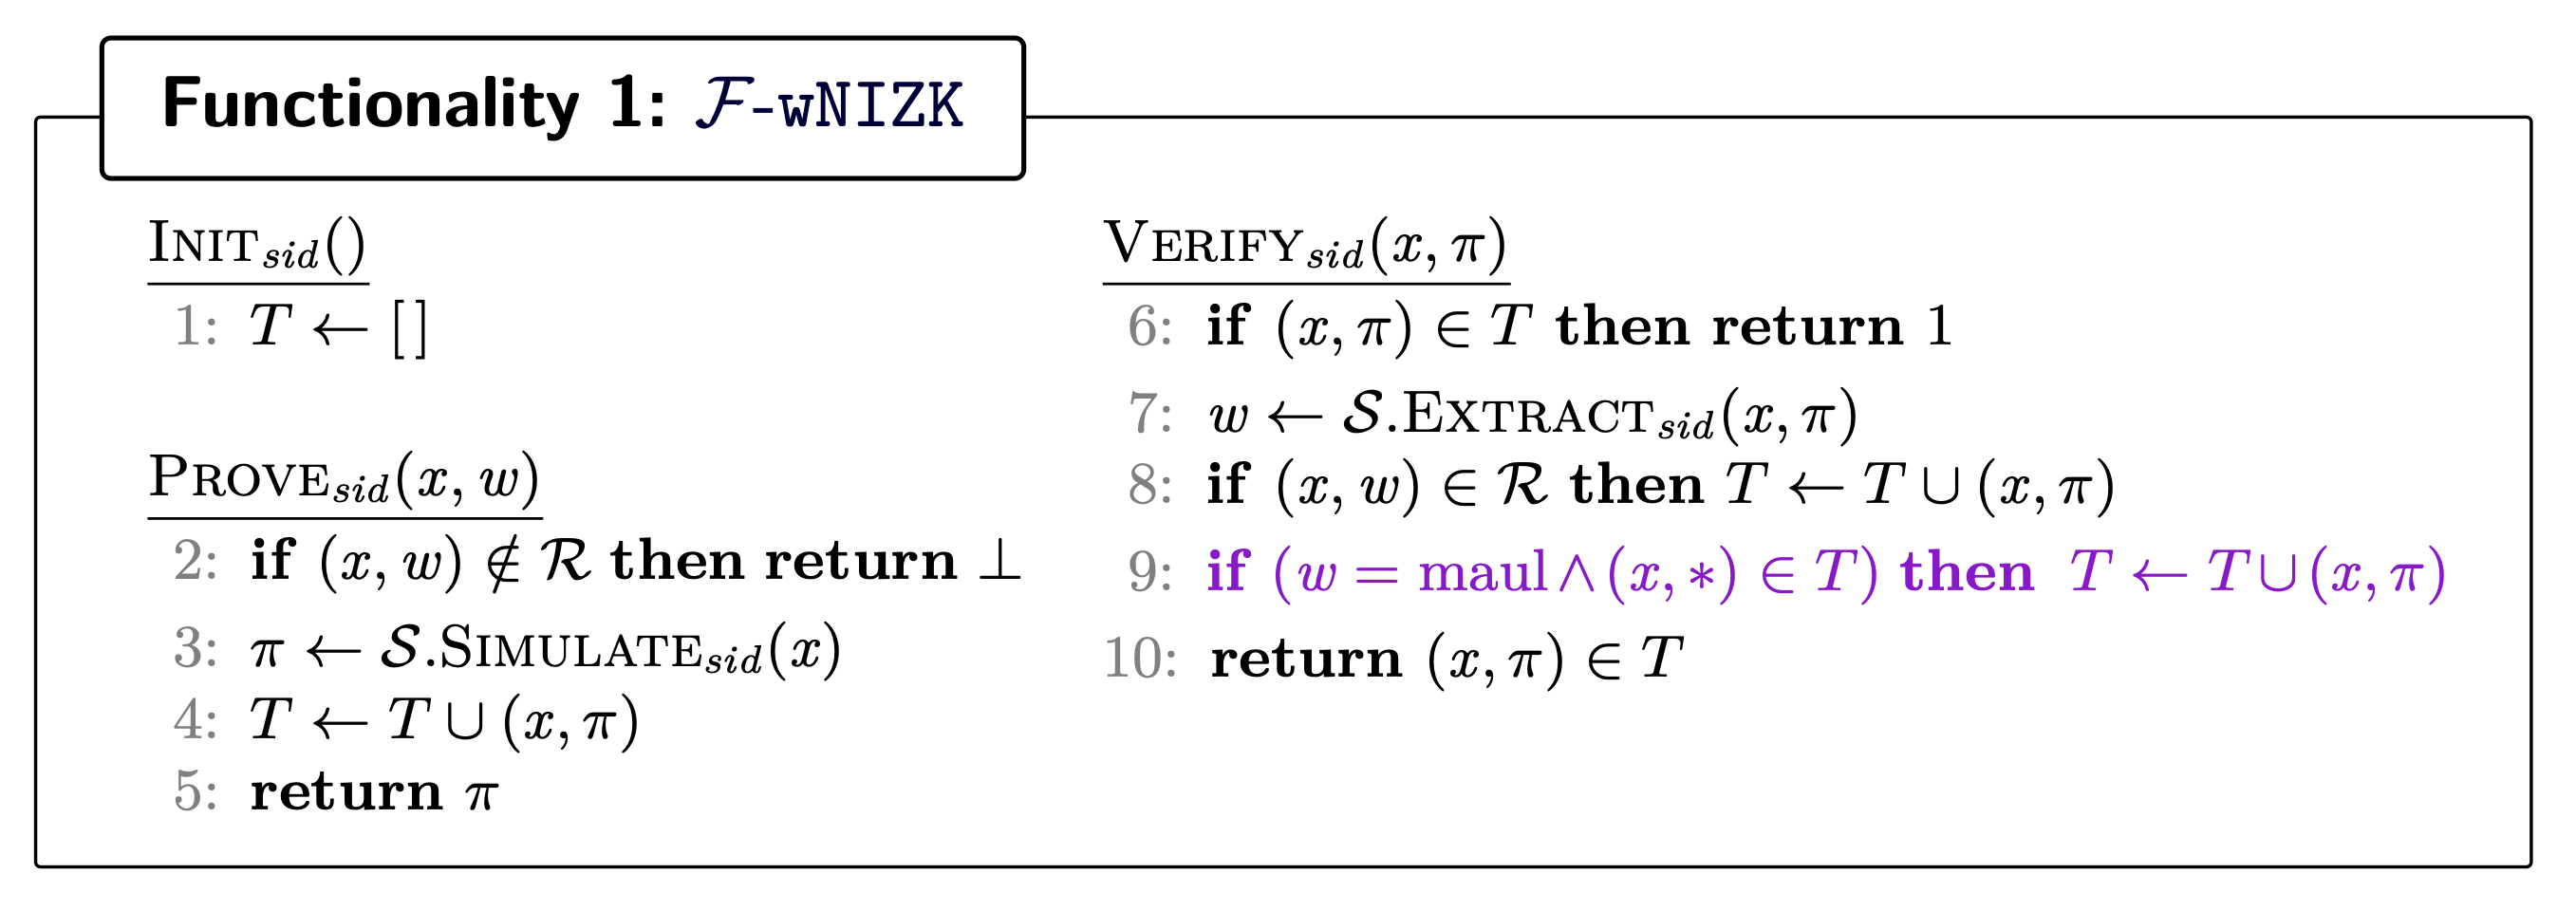 Functionality 1: ℱ-wNIZK
INIT_sid()
1: T ← []
PROVE_sid(x, w)
2: if (x, w) ∉ ℛ then return ⊥
3: π ← 𝒮.SIMULATE_sid(x)
4: T ← T ∪ (x, π)
5: return π
VERIFY_sid(x, π)
6: if (x, π) ∈ T then return 1
7: w ← 𝒮.EXTRACT_sid(x, π)
8: if (x, w) ∈ ℛ then T ← T ∪ (x, π)
9: if (w = maul ∧ (x, *) ∈ T) then T ← T ∪ (x, π)
10: return (x, π) ∈ T